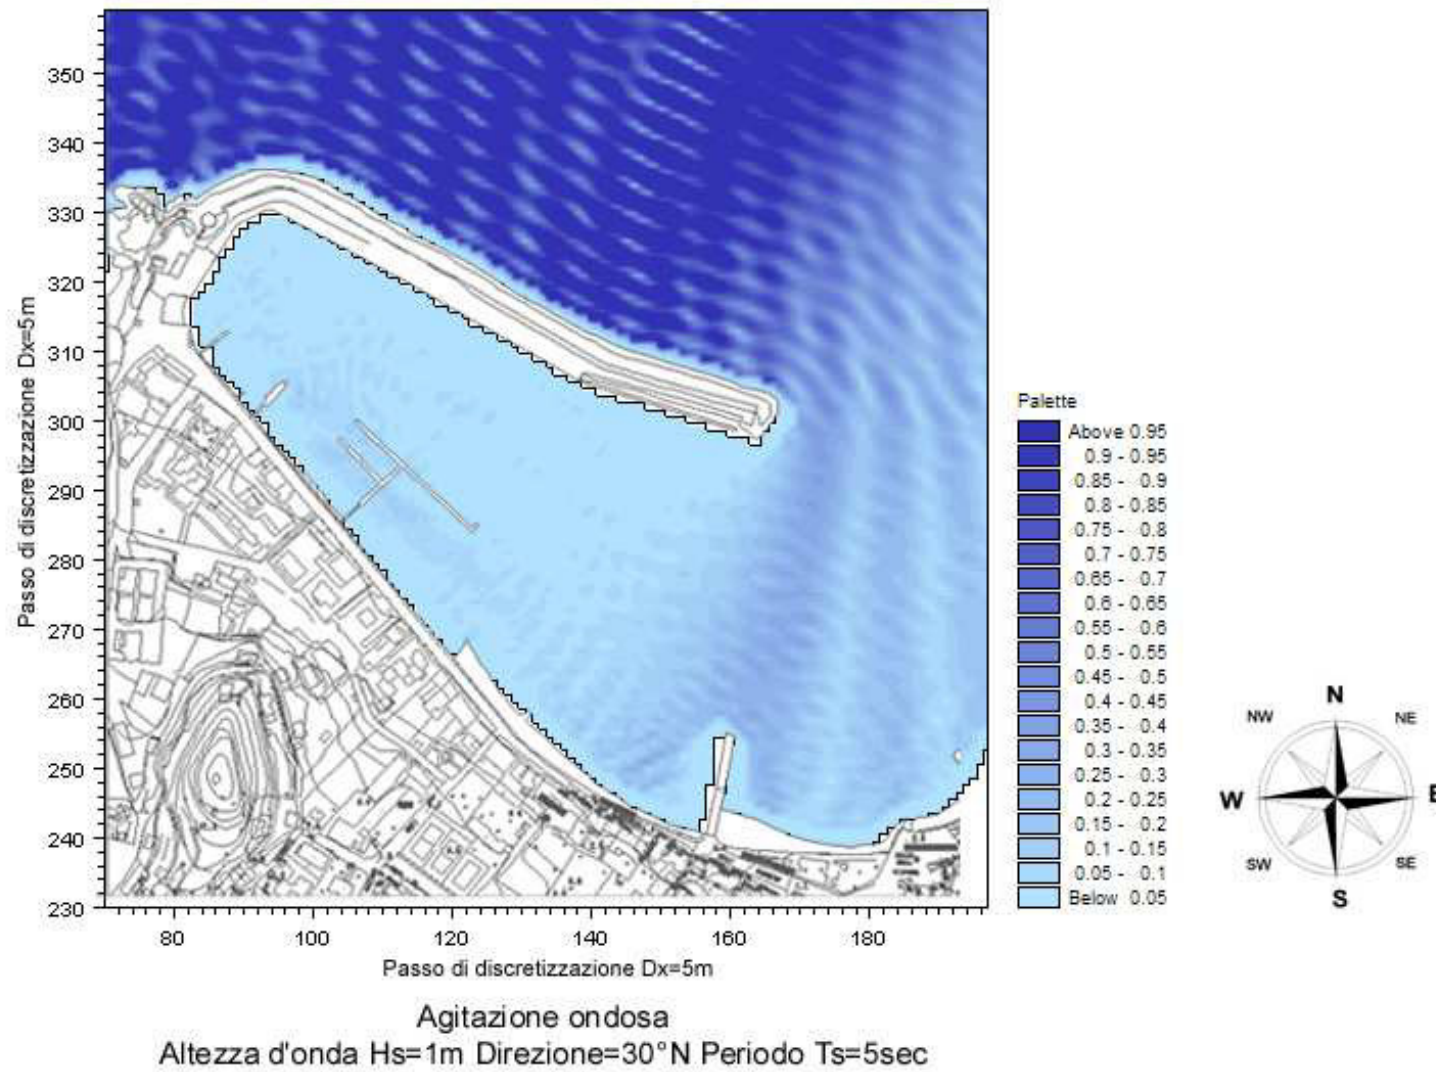 350
340
330
320
310
300
290
280
270
260
250
240
230
Passo di discretizzazione Dx=5m
80 100 120 140 160 180
Passo di discretizzazione Dx=5m
Palette
Above 0.95
0.9 - 0.95
0.85 - 0.9
0.8 - 0.85
0.75 - 0.8
0.7 - 0.75
0.65 - 0.7
0.6 - 0.65
0.55 - 0.6
0.5 - 0.55
0.45 - 0.5
0.4 - 0.45
0.35 - 0.4
0.3 - 0.35
0.25 - 0.3
0.2 - 0.25
0.15 - 0.2
0.1 - 0.15
0.05 - 0.1
Below 0.05
N
NW NE
W E
SW SE
S
Agitazione ondosa
Altezza d'onda Hs=1m Direzione=30°N Periodo Ts=5sec